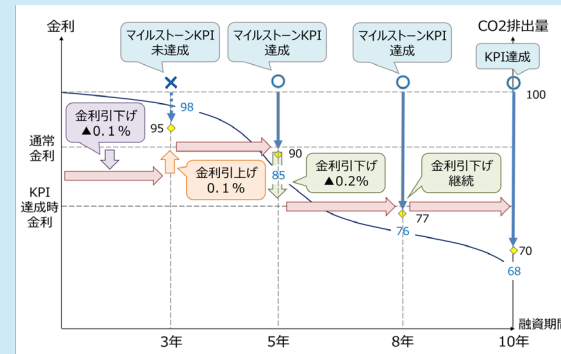 金利
マイルストーンKPI
未達成
マイルストーンKPI
達成
マイルストーンKPI
達成
CO2排出量
KPI達成
100
98
95
金利引下げ
▲0.1%
通常
金利
金利引上げ
0.1%
90
85
金利引下げ
▲0.2%
金利引下げ
継続
KPI
達成時
金利
77
76
70
68
融資期間
3年
5年
8年
10年